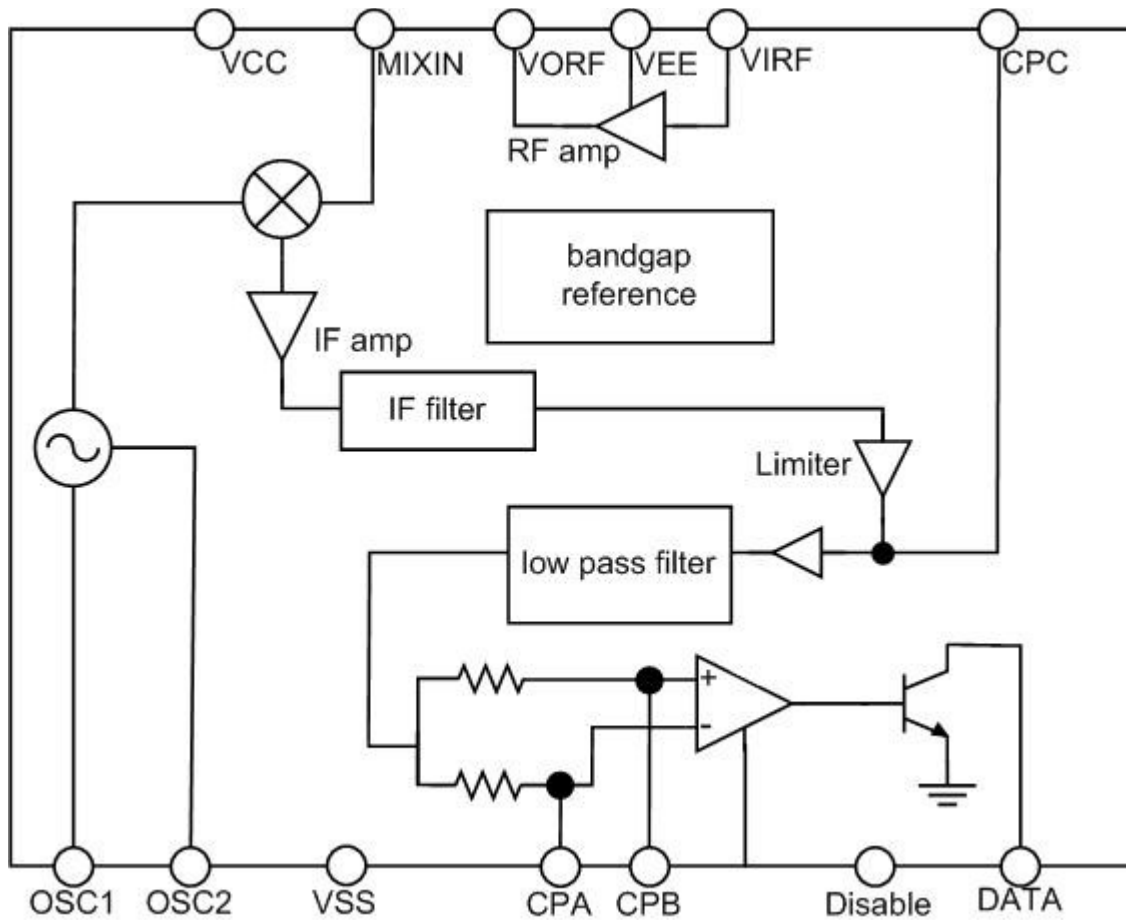 VCC
MIXIN
VORF
VEE
VIRF
CPC
RF amp
bandgap
reference
IF amp
IF filter
Limiter
low pass filter
+
-
OSC1
OSC2
VSS
CPA
CPB
Disable
DATA